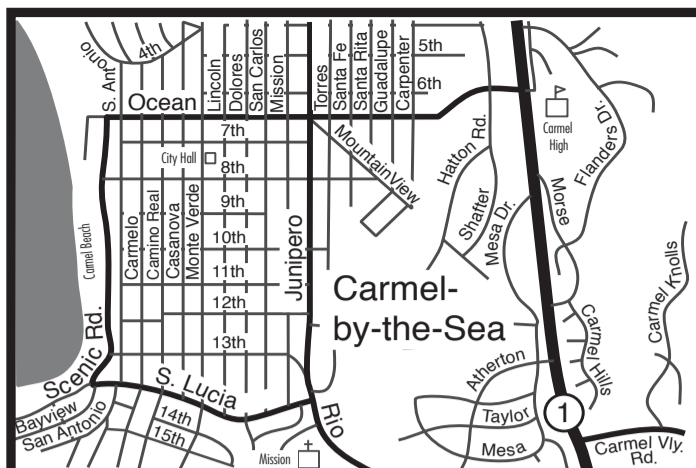 S. Antonio
4th
Lincoln
Dolores
San Carlos
Mission
Torres
Santa Fe
Santa Rita
Guadalupe
Carpenter
5th
6th
Ocean
7th
City Hall
8th
9th
10th
11th
12th
13th
Carmel Beach
Carmelo
Camino Real
Casanova
Monte Verde
Junipero
Mountain View
Hatton Rd.
Shafter
Mesa Dr.
Carmel
High
Flanders Dr.
Morse
Carmel-
by-the-Sea
Carmel Knolls
Carmel Hills
Scenic Rd.
S. Lucia
Bayview
San Antonio
14th
15th
Mission
Rio
Atherton
Taylor
Mesa
1
Carmel Vly.
Rd.